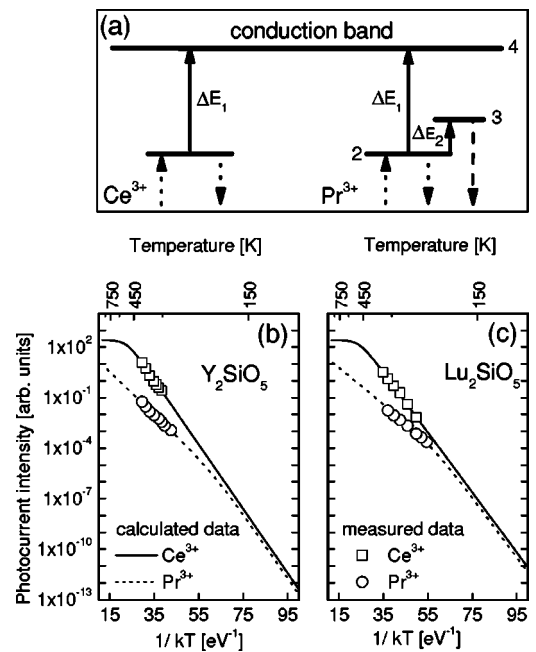 (a) conduction band
4
ΔE₁ ΔE₁ 3
ΔE₂
2
Ce³⁺ Pr³⁺
Temperature [K] Temperature [K]
750 450 150 750 450 150
(b) (c)
Y₂SiO₅ Lu₂SiO₅
Photocurrent intensity [arb. units]
1x10²
1x10⁻¹
1x10⁻⁴
1x10⁻⁷
1x10⁻¹⁰
1x10⁻¹³
calculated data measured data
Ce³⁺ Ce³⁺
Pr³⁺ Pr³⁺
15 35 55 75 95 15 35 55 75 95
1/ kT [eV⁻¹] 1/ kT [eV⁻¹]